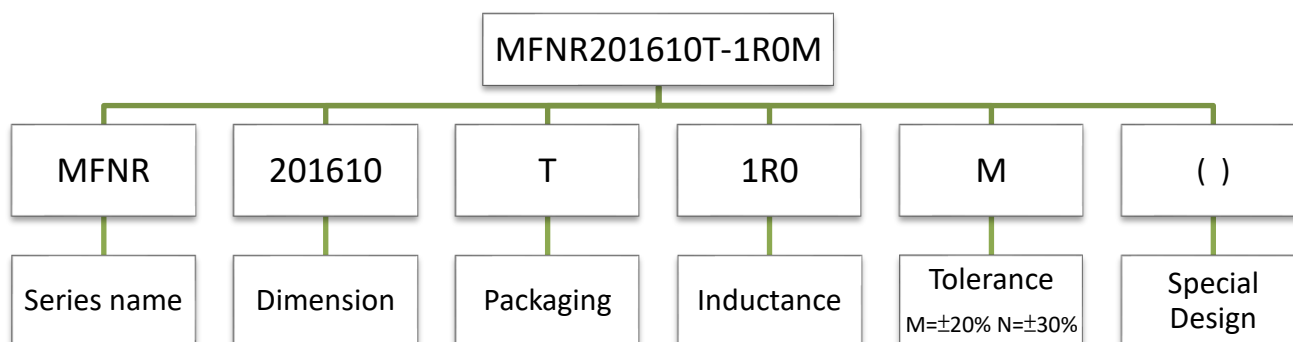 MFNR201610T-1R0M
MFNR
201610
T
1R0
M
( )
Series name
Dimension
Packaging
Inductance
Tolerance
M=±20% N=±30%
Special
Design